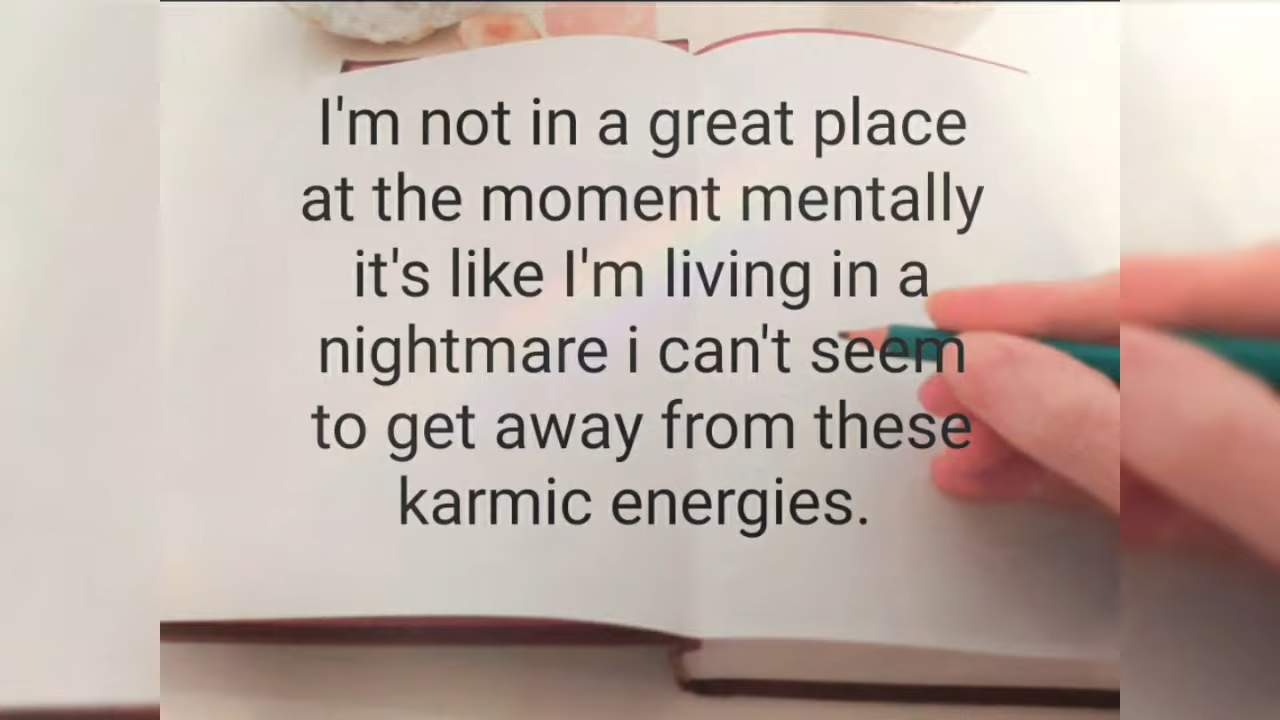 I'm not in a great place
at the moment mentally
it's like I'm living in a
nightmare i can't seem
to get away from these
karmic energies.